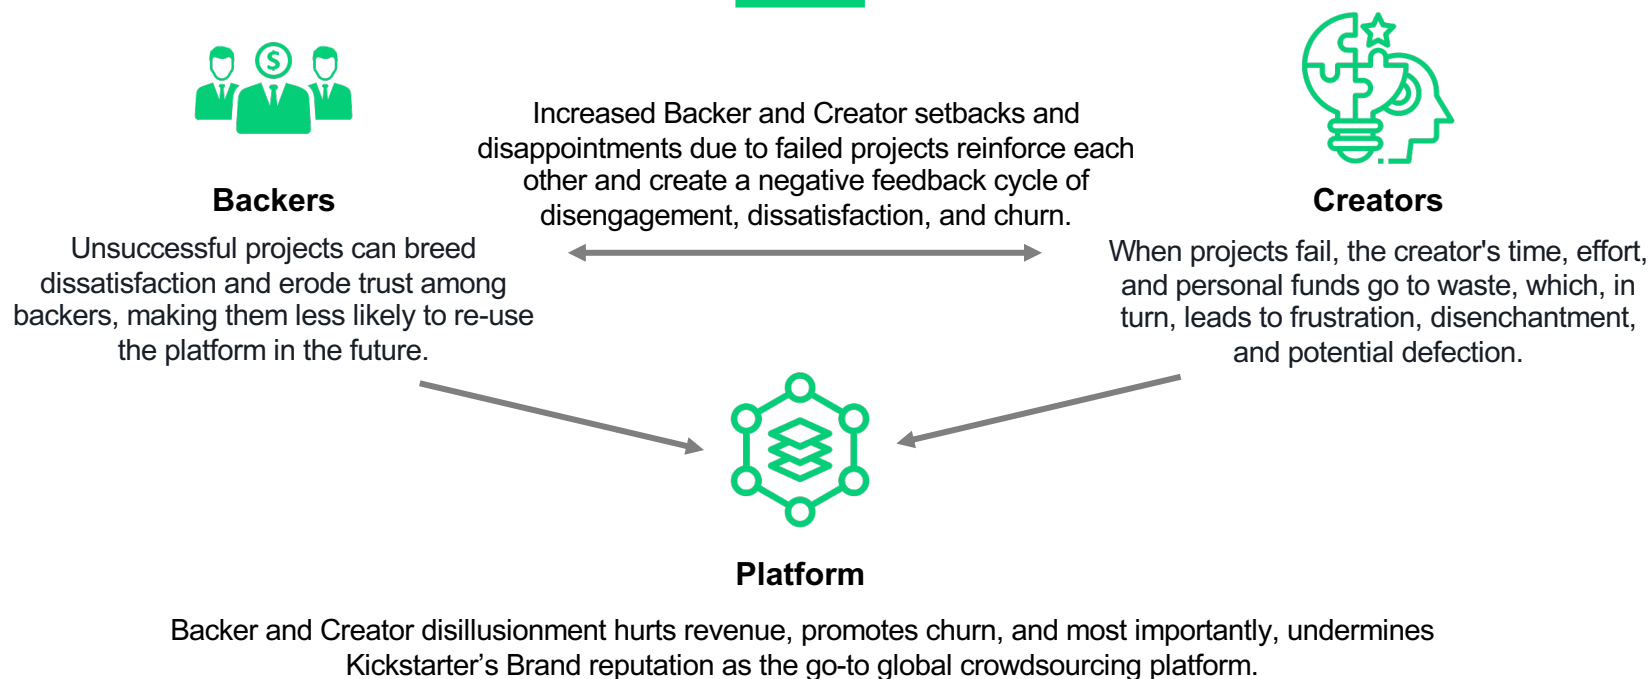 $
Increased Backer and Creator setbacks and
disappointments due to failed projects reinforce each
other and create a negative feedback cycle of
disengagement, dissatisfaction, and churn.
Backers
Unsuccessful projects can breed
dissatisfaction and erode trust among
backers, making them less likely to re-use
the platform in the future.
Creators
When projects fail, the creator's time, effort,
and personal funds go to waste, which, in
turn, leads to frustration, disenchantment,
and potential defection.
Platform
Backer and Creator disillusionment hurts revenue, promotes churn, and most importantly, undermines
Kickstarter’s Brand reputation as the go-to global crowdsourcing platform.